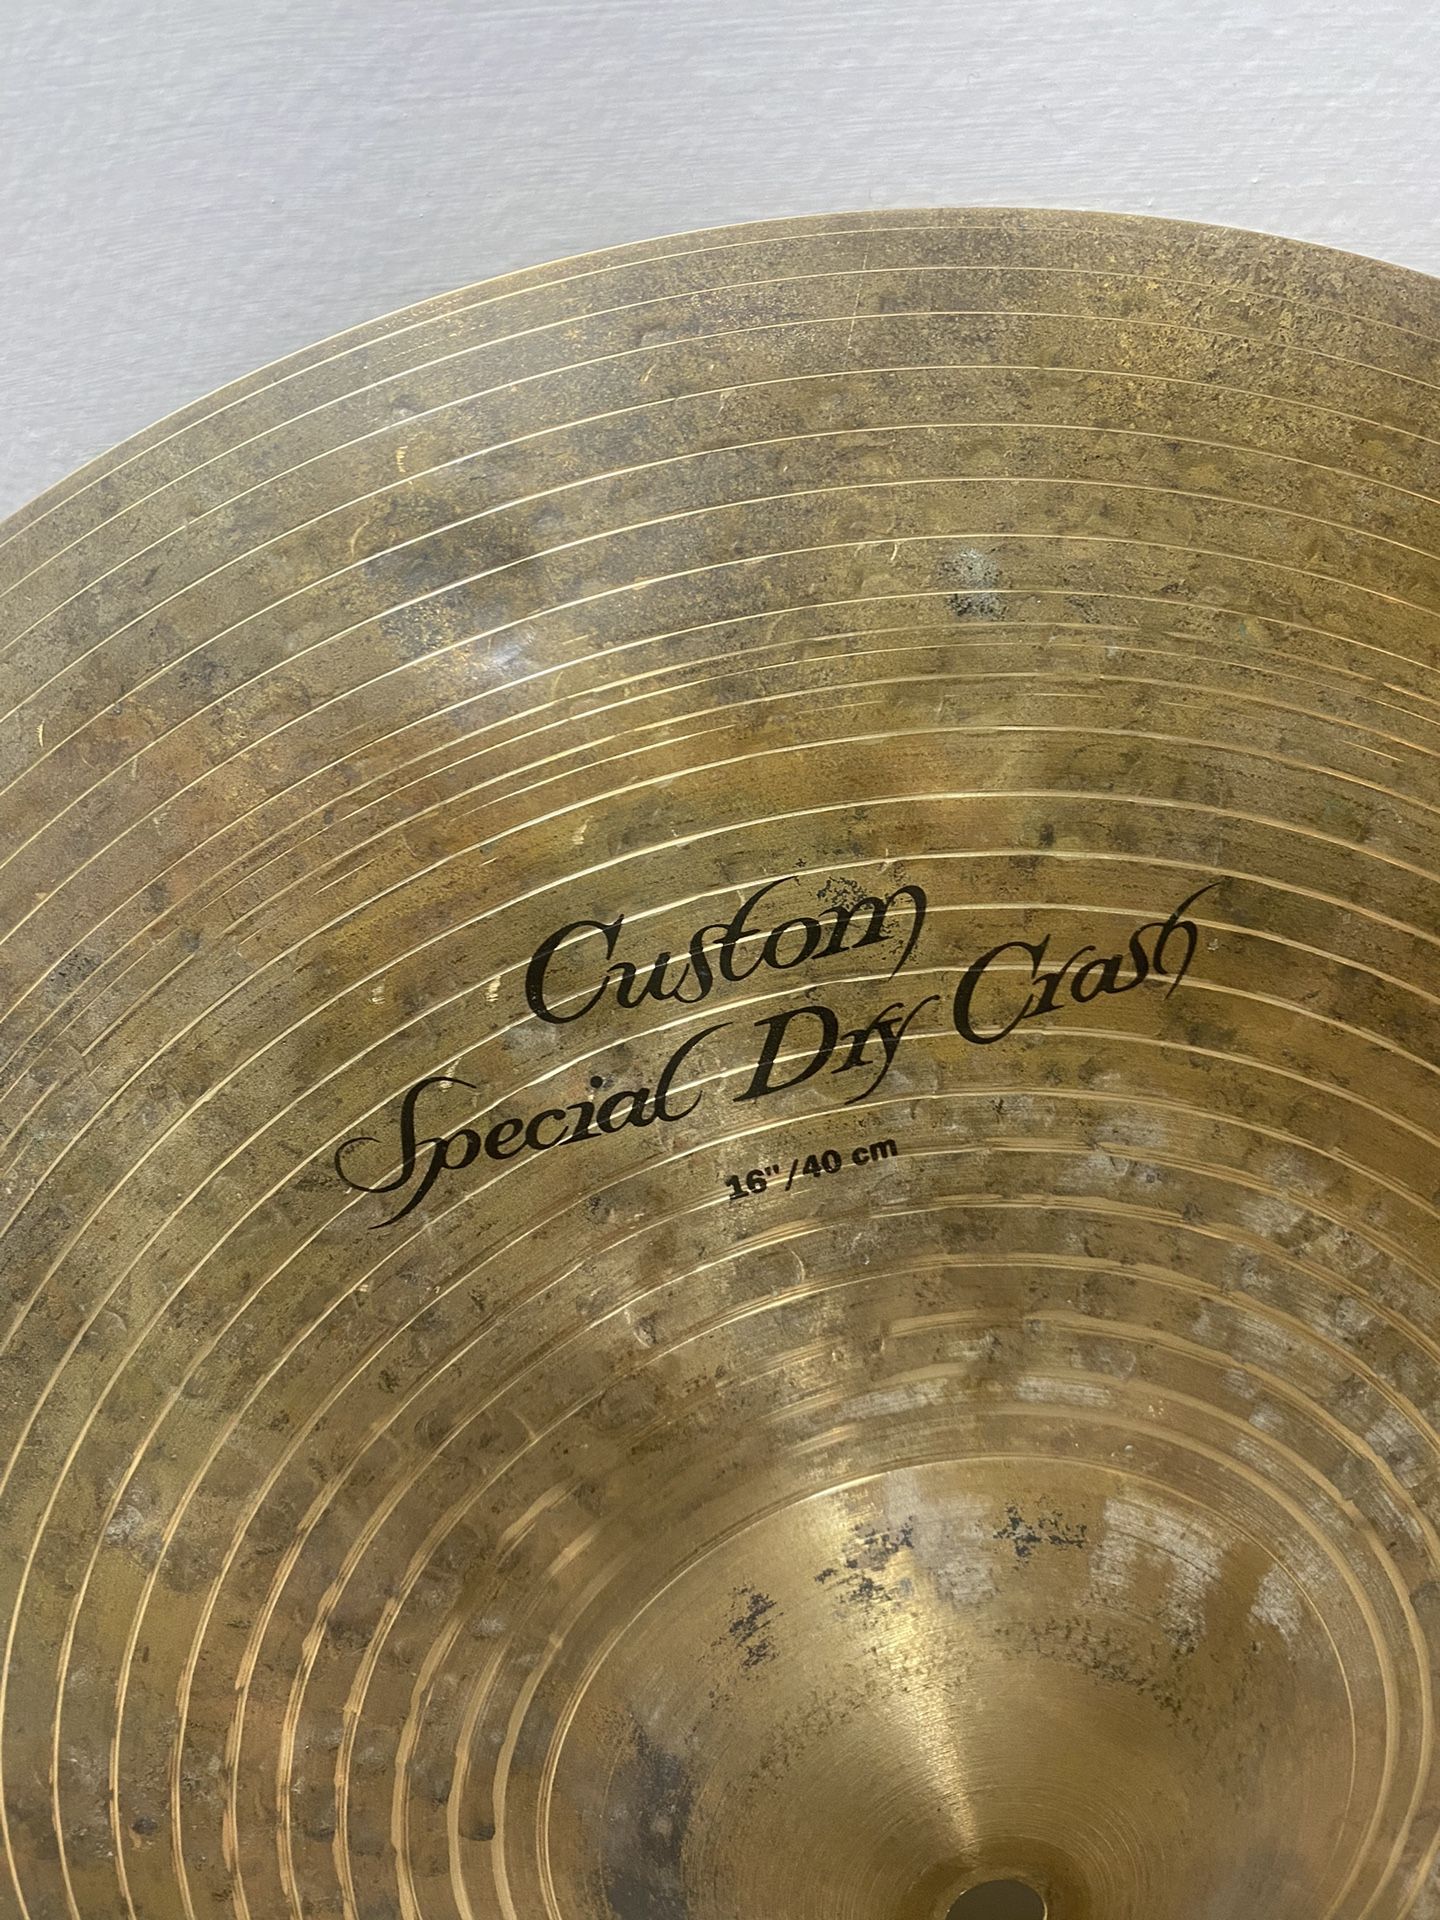 Custom
Special Dry Crash
16"/40 cm